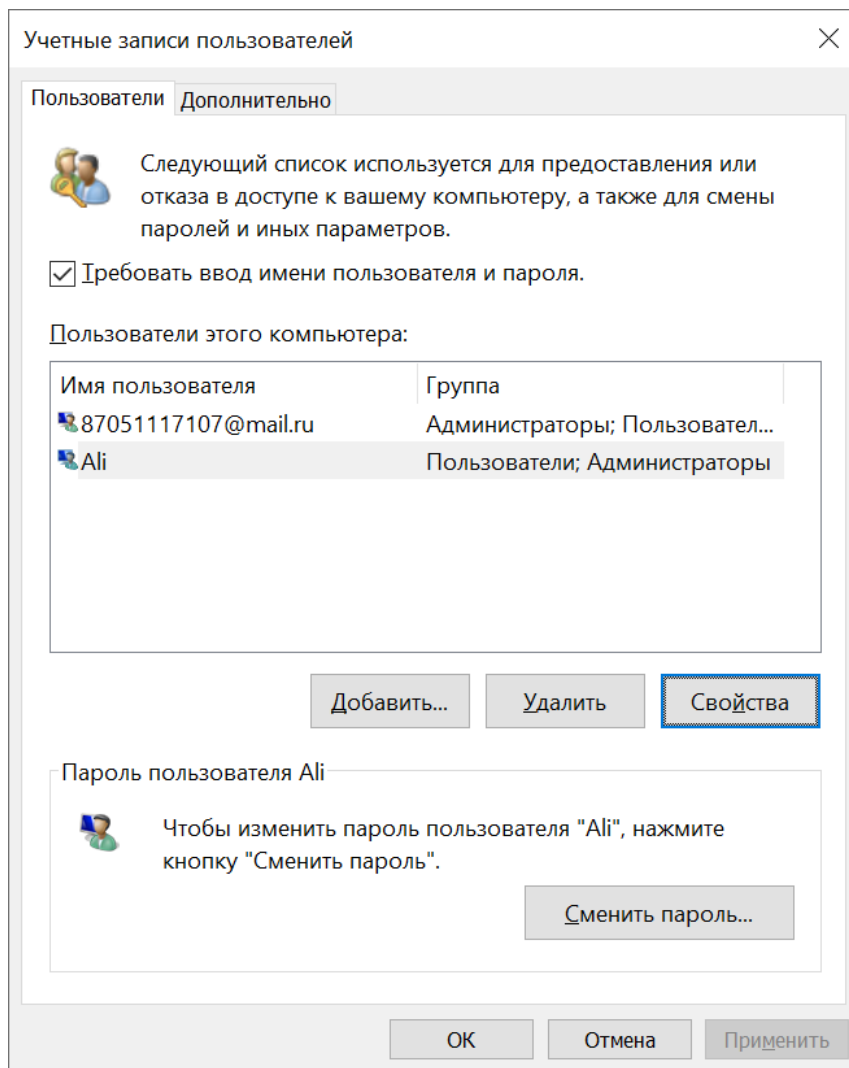 Учетные записи пользователей
Пользователи Дополнительно
Следующий список используется для предоставления или
отказа в доступе к вашему компьютеру, а также для смены
паролей и иных параметров.
Требовать ввод имени пользователя и пароля.
Пользователи этого компьютера:
Имя пользователя Группа
87051117107@mail.ru Администраторы; Пользовател...
Ali Пользователи; Администраторы
Добавить... Удалить Свойства
Пароль пользователя Ali
Чтобы изменить пароль пользователя "Ali", нажмите
кнопку "Сменить пароль".
Сменить пароль...
ОК Отмена Применить